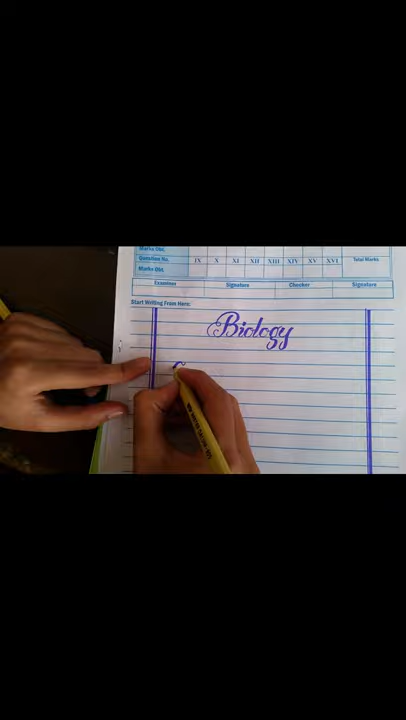 Marks Obt.
Question No. IX X XI XII XIII XIV XV XVI Total Marks
Marks Obt.
Examiner Signature Checker Signature
Start Writing From Here:
Biology